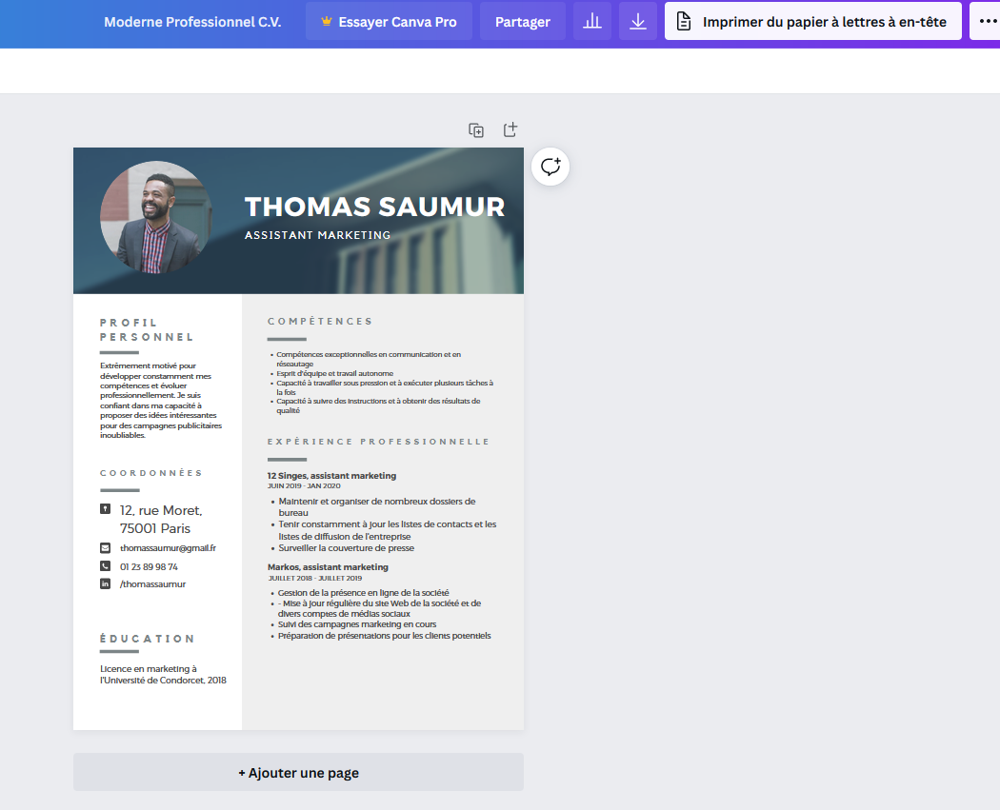 Moderne Professionnel C.V.
Essayer Canva Pro
Partager
Imprimer du papier à lettres à en-tête
THOMAS SAUMUR
ASSISTANT MARKETING
PROFIL
PERSONNEL
Extrêmement motivé pour
développer constamment mes
compétences et évoluer
professionnellement. Je suis
confiant dans ma capacité à
proposer des idées intéressantes
pour des campagnes publicitaires
inoubliables.
COORDONNÉES
12, rue Moret,
75001 Paris
thomassaumur@gmail.fr
01 23 89 98 74
in
/thomassaumur
ÉDUCATION
Licence en marketing à
l'Université de Condorcet, 2018
COMPÉTENCES
• Compétences exceptionnelles en communication et en
réseautage
• Esprit d'équipe et travail autonome
• Capacité à travailler sous pression et à exécuter plusieurs tâches à
la fois
• Capacité à suivre des instructions et à obtenir des résultats de
qualité
EXPÉRIENCE PROFESSIONNELLE
12 Singes, assistant marketing
JUIN 2019 - JAN 2020
• Maintenir et organiser de nombreux dossiers de
bureau
• Tenir constamment à jour les listes de contacts et les
listes de diffusion de l'entreprise
• Surveiller la couverture de presse
Markos, assistant marketing
JUILLET 2018 - JUILLET 2019
• Gestion de la présence en ligne de la société
• - Mise à jour régulière du site Web de la société et de
divers comptes de médias sociaux
• Suivi des campagnes marketing en cours
• Préparation de présentations pour les clients potentiels
+ Ajouter une page